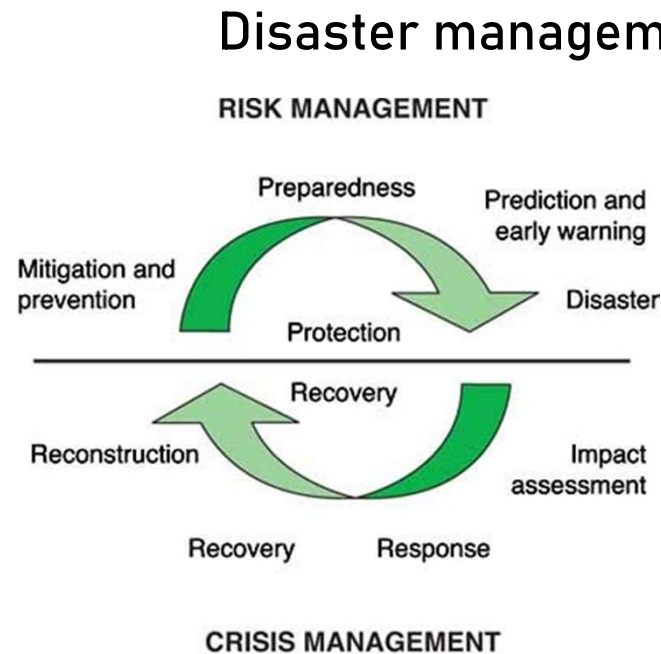 Disaster managem
RISK MANAGEMENT
Preparedness
Prediction and
early warning
Mitigation and
prevention
Disaster
Protection
Recovery
Reconstruction
Impact
assessment
Recovery
Response
CRISIS MANAGEMENT